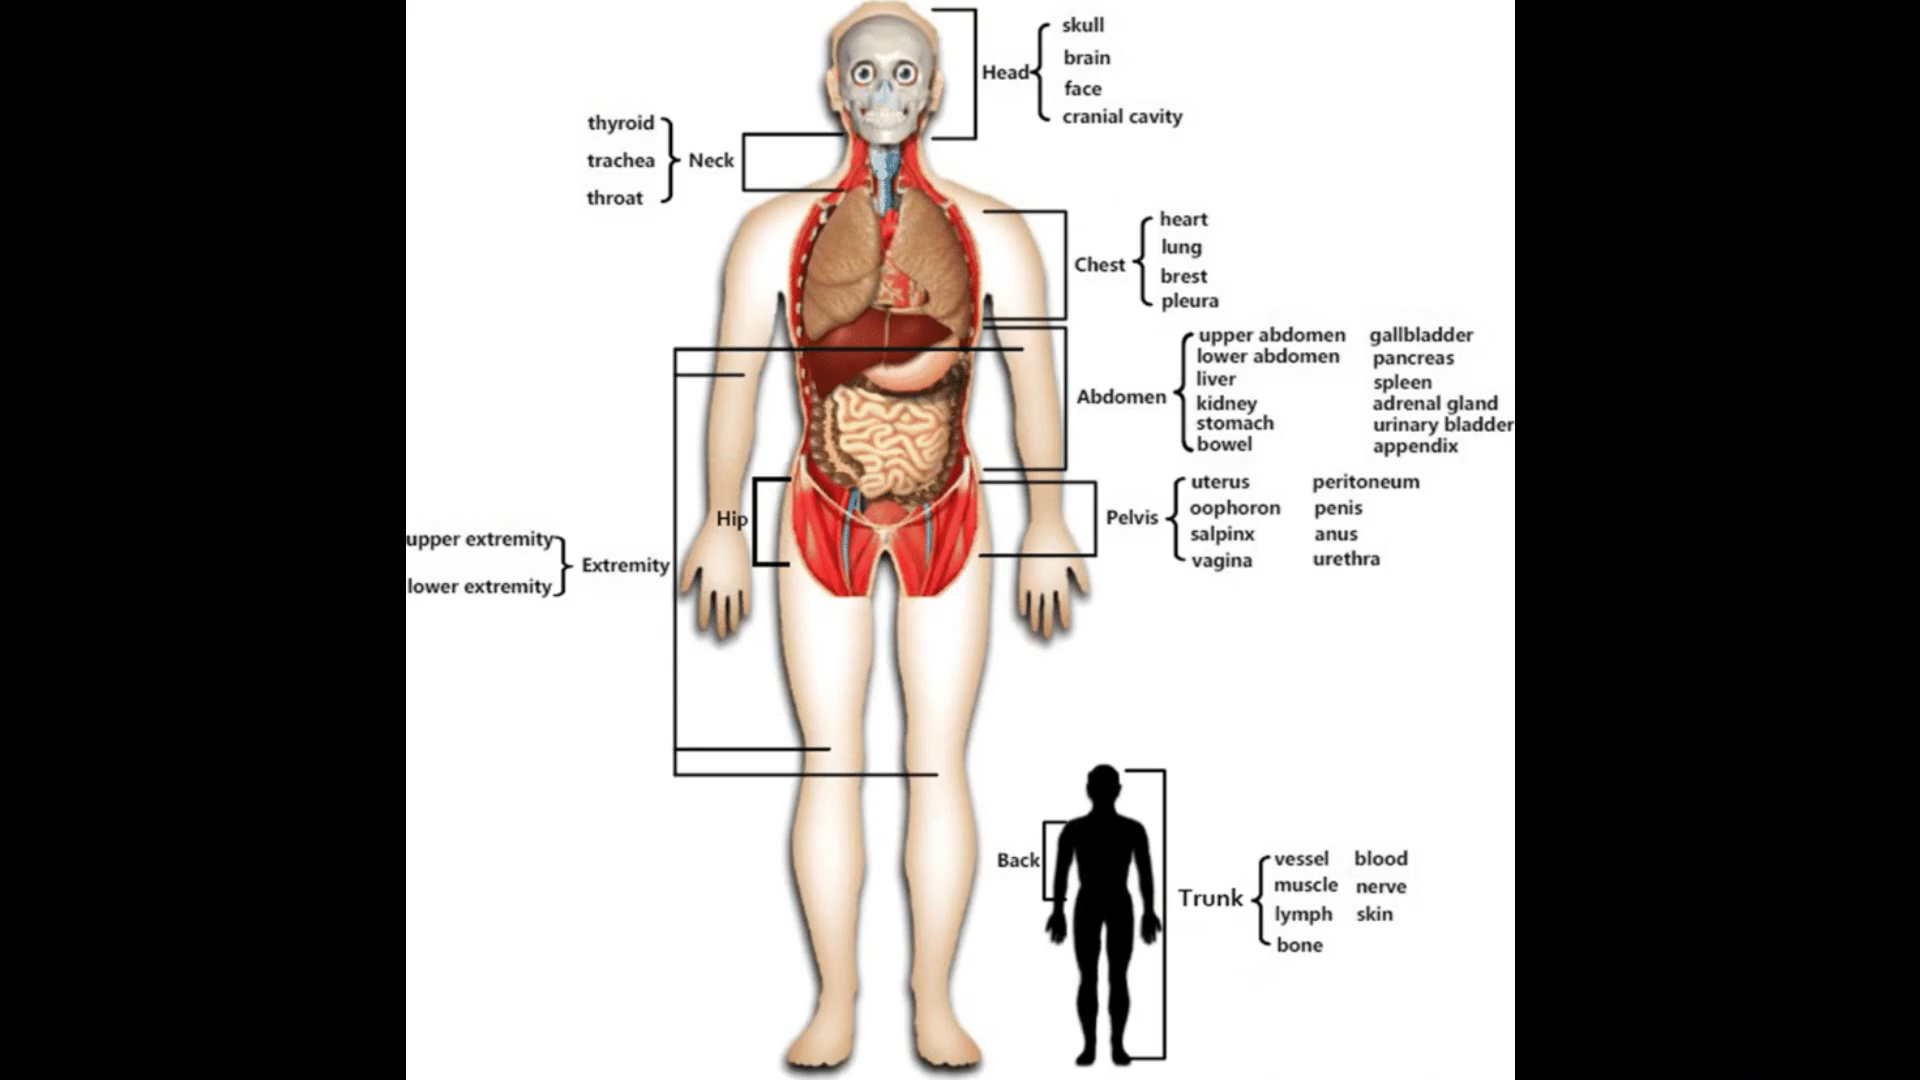 skull
brain
Head
face
cranial cavity
thyroid
trachea
Neck
throat
heart
lung
Chest
brest
pleura
upper abdomen gallbladder
lower abdomen pancreas
liver spleen
Abdomen
kidney adrenal gland
stomach urinary bladder
bowel appendix
uterus peritoneum
oophoron penis
Pelvis
salpinx anus
vagina urethra
Hip
upper extremity
Extremity
lower extremity
Back
vessel blood
muscle nerve
Trunk
lymph skin
bone